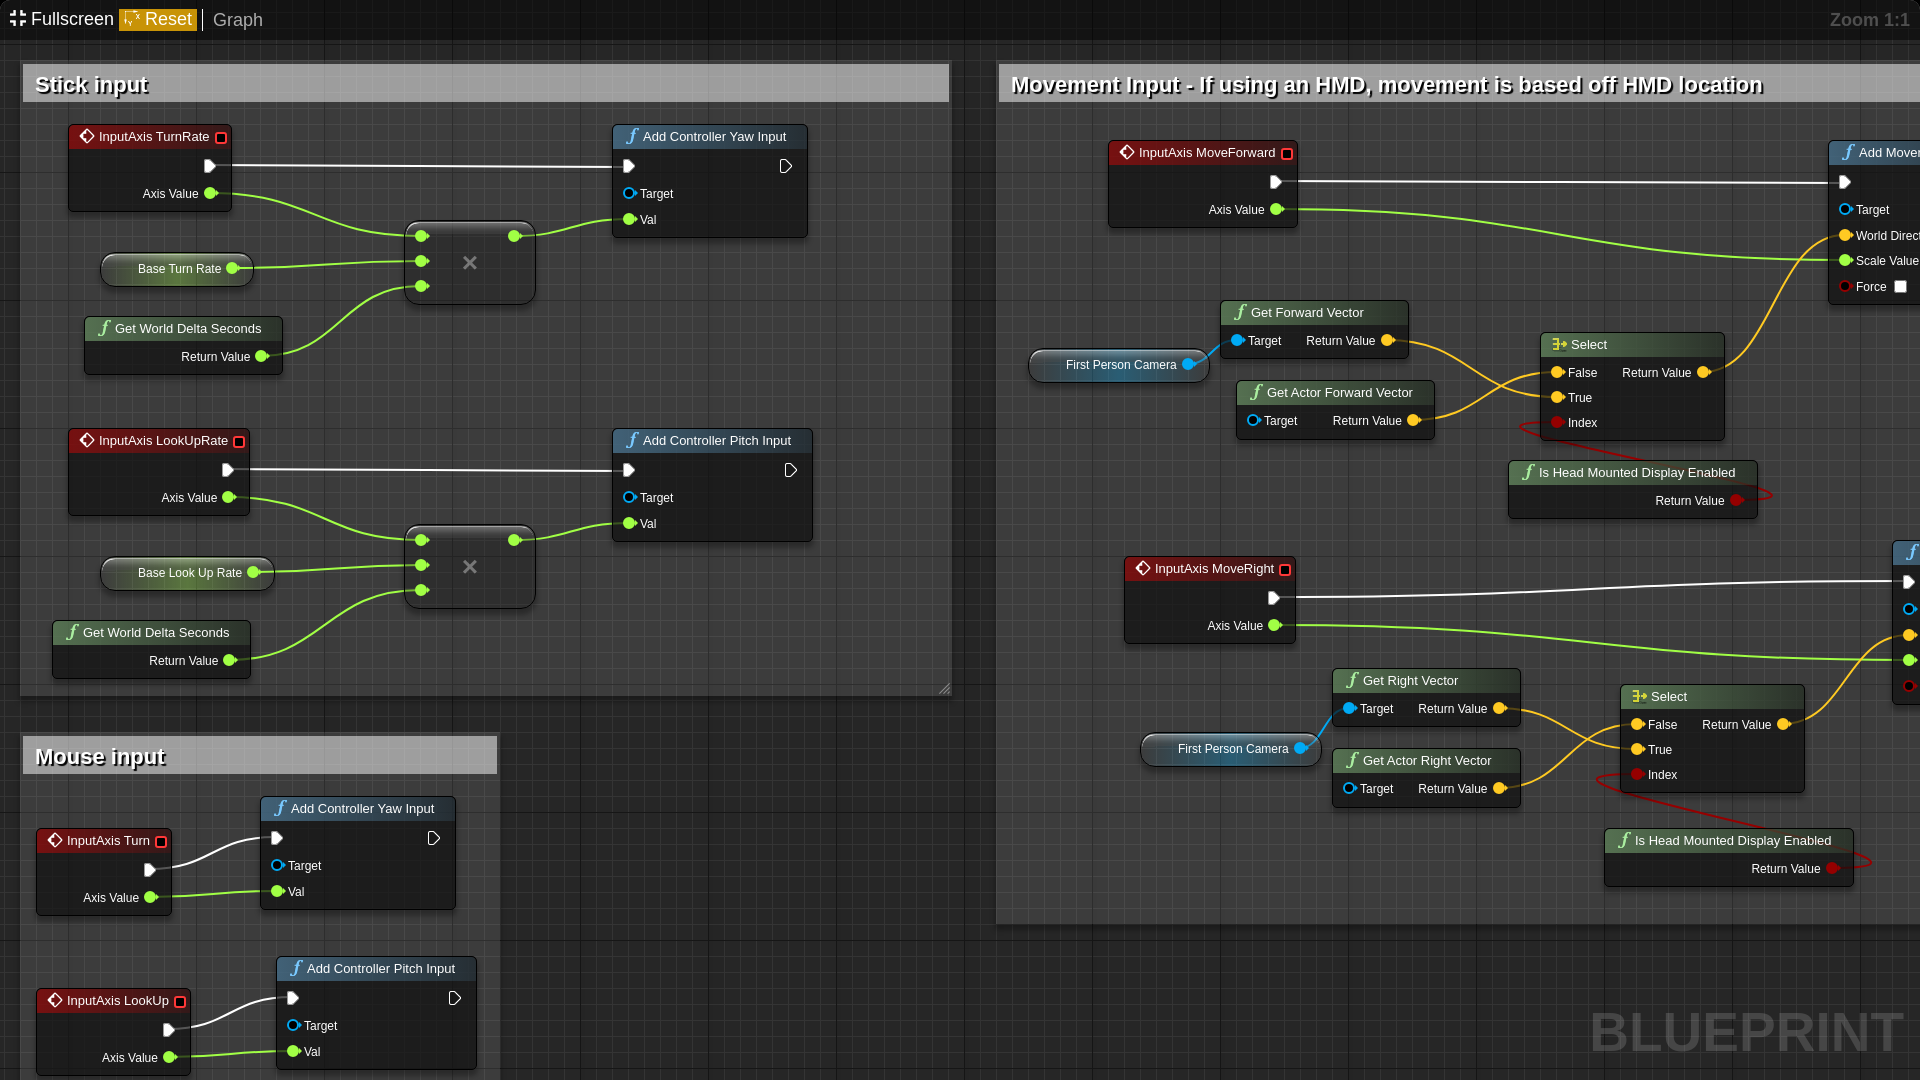 Fullscreen Reset Graph Zoom 1:1
Stick input
InputAxis TurnRate
Axis Value
Base Turn Rate
Get World Delta Seconds
Return Value
Add Controller Yaw Input
Target
Val
InputAxis LookUpRate
Axis Value
Base Look Up Rate
Get World Delta Seconds
Return Value
Add Controller Pitch Input
Target
Val
Mouse input
InputAxis Turn
Axis Value
Add Controller Yaw Input
Target
Val
InputAxis LookUp
Axis Value
Add Controller Pitch Input
Target
Val
Movement Input - If using an HMD, movement is based off HMD location
InputAxis MoveForward
Axis Value
First Person Camera
Get Forward Vector
Target Return Value
Get Actor Forward Vector
Target Return Value
Select
False Return Value
True
Index
Is Head Mounted Display Enabled
Return Value
Add Mover
Target
World Direct
Scale Value
Force
InputAxis MoveRight
Axis Value
First Person Camera
Get Right Vector
Target Return Value
Get Actor Right Vector
Target Return Value
Select
False Return Value
True
Index
Is Head Mounted Display Enabled
Return Value
BLUEPRINT